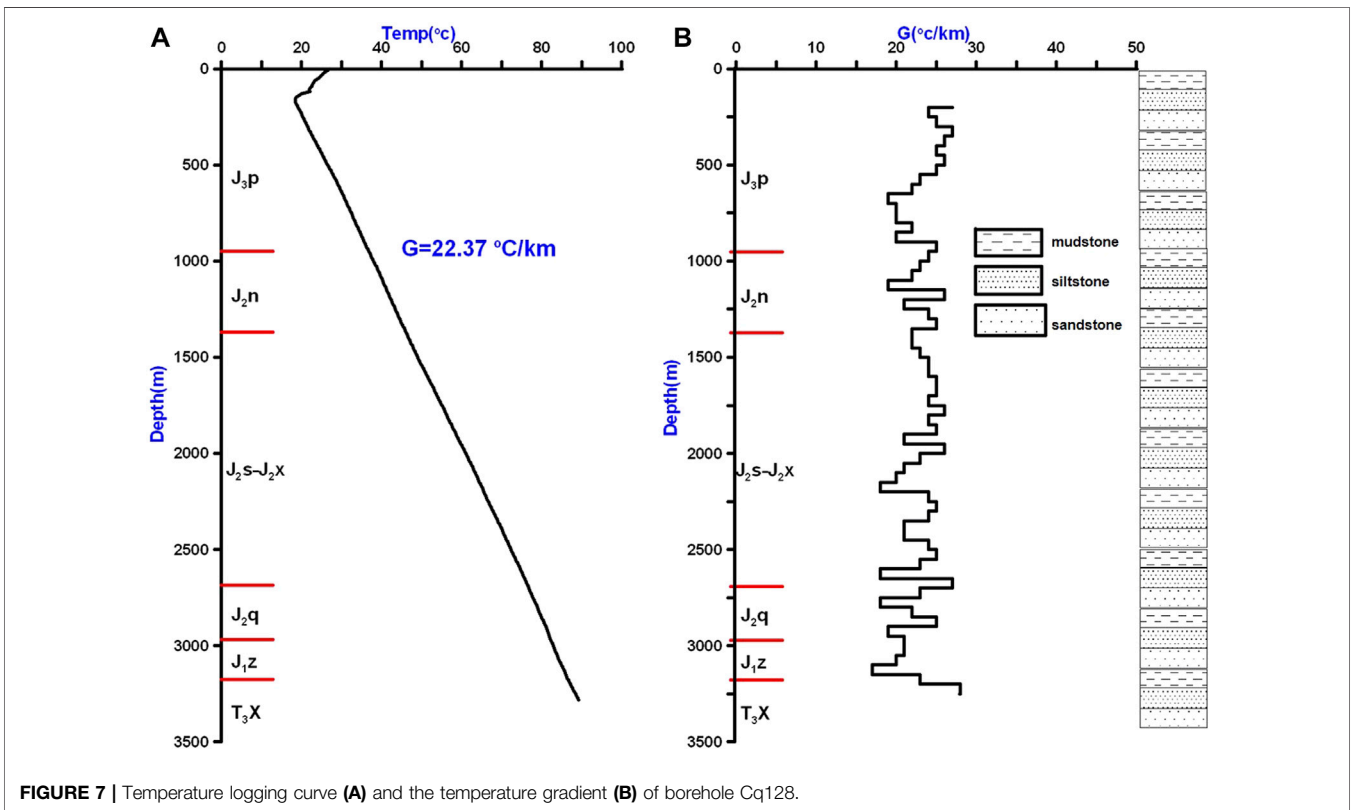 A
Temp(°c)
0 20 40 60 80 100
0
500
1000
1500
2000
2500
3000
3500
Depth(m)
J₃p
J₂n
J₂s–J₂x
J₂q
J₁z
T₃X
G=22.37 °C/km
B
G(°c/km)
0 10 20 30 40 50
0
500
1000
1500
2000
2500
3000
3500
Depth(m)
J₃p
J₂n
J₂s–J₂x
J₂q
J₁z
T₃X
mudstone
siltstone
sandstone
FIGURE 7 | Temperature logging curve (A) and the temperature gradient (B) of borehole Cq128.